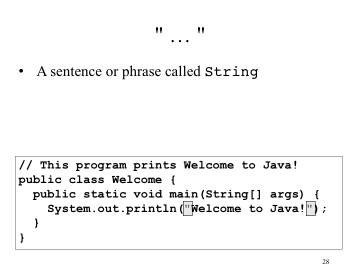 " … "
• A sentence or phrase called String
// This program prints Welcome to Java!
public class Welcome {
  public static void main(String[] args) {
    System.out.println("Welcome to Java!");
  }
}
28